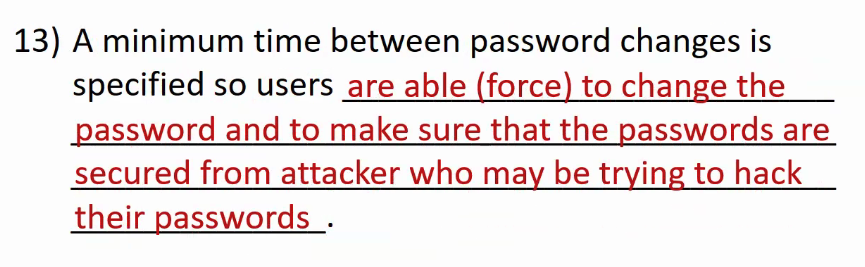 13) A minimum time between password changes is
specified so users are able (force) to change the
password and to make sure that the passwords are
secured from attacker who may be trying to hack
their passwords .